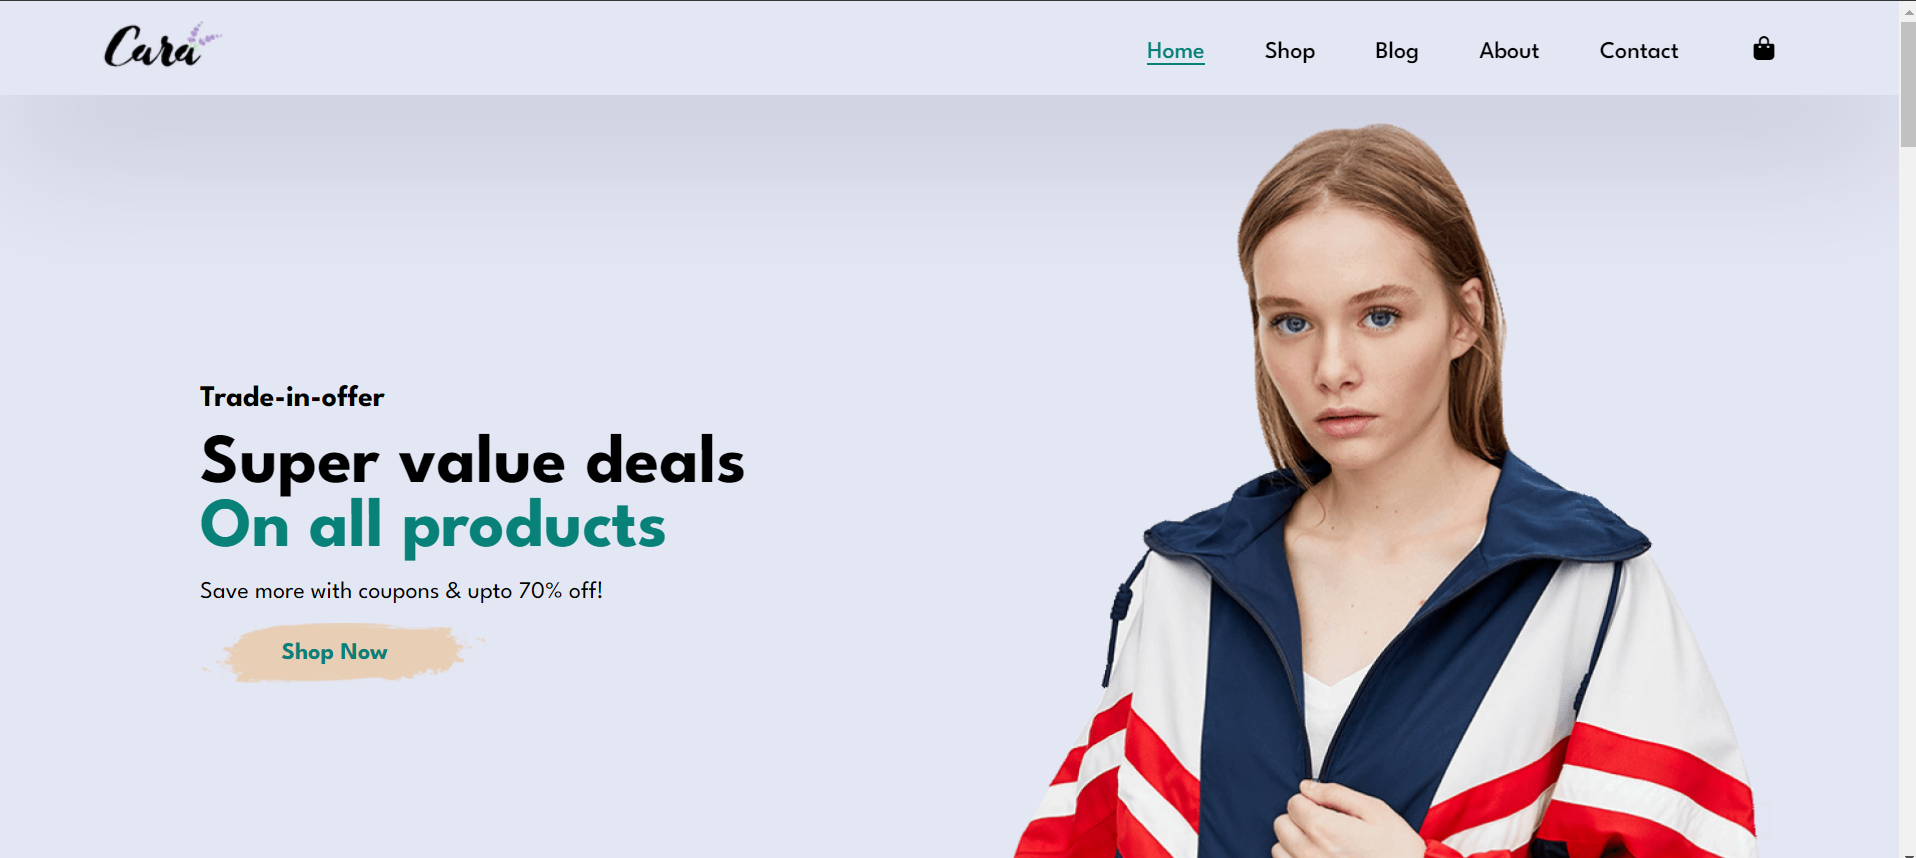 Cara
Home Shop Blog About Contact
Trade-in-offer
Super value deals
On all products
Save more with coupons & upto 70% off!
Shop Now